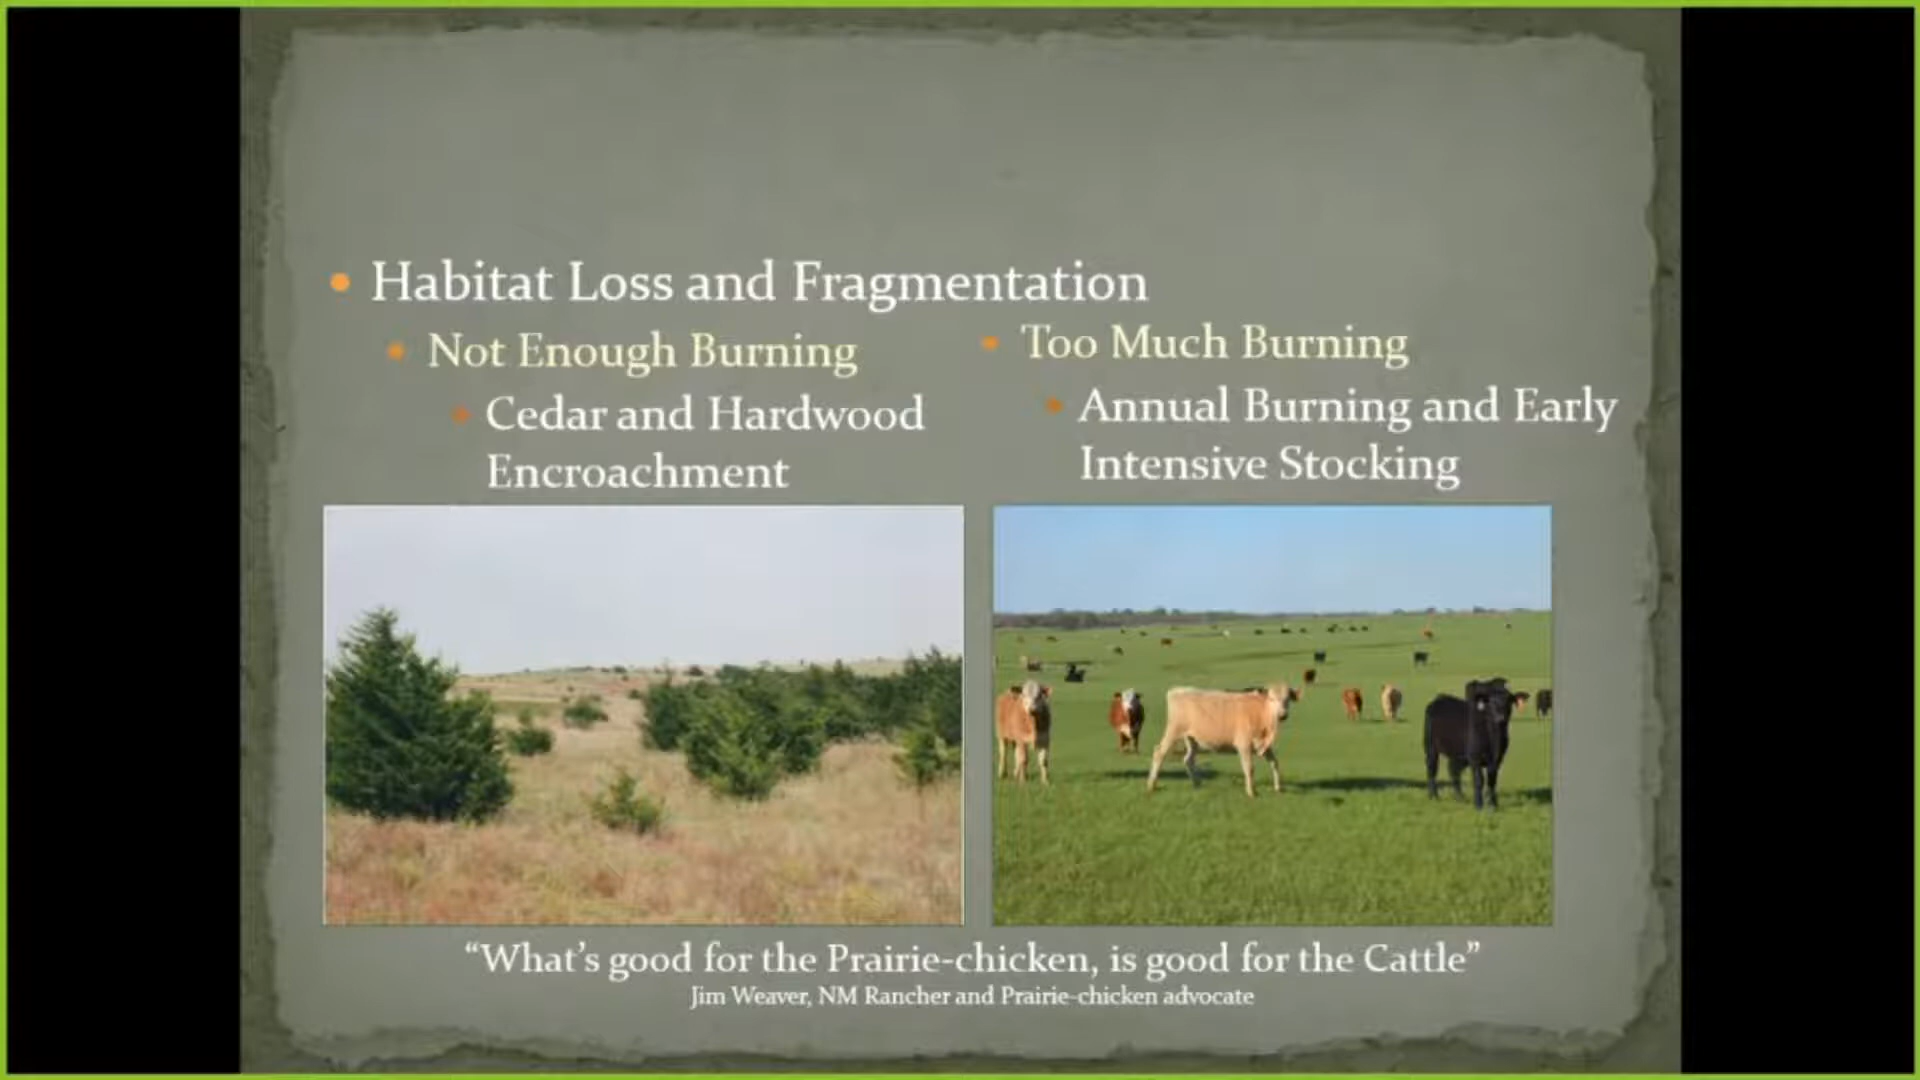 Habitat Loss and Fragmentation
Not Enough Burning
Cedar and Hardwood
Encroachment
Too Much Burning
Annual Burning and Early
Intensive Stocking
“What’s good for the Prairie-chicken, is good for the Cattle”
Jim Weaver, NM Rancher and Prairie-chicken advocate